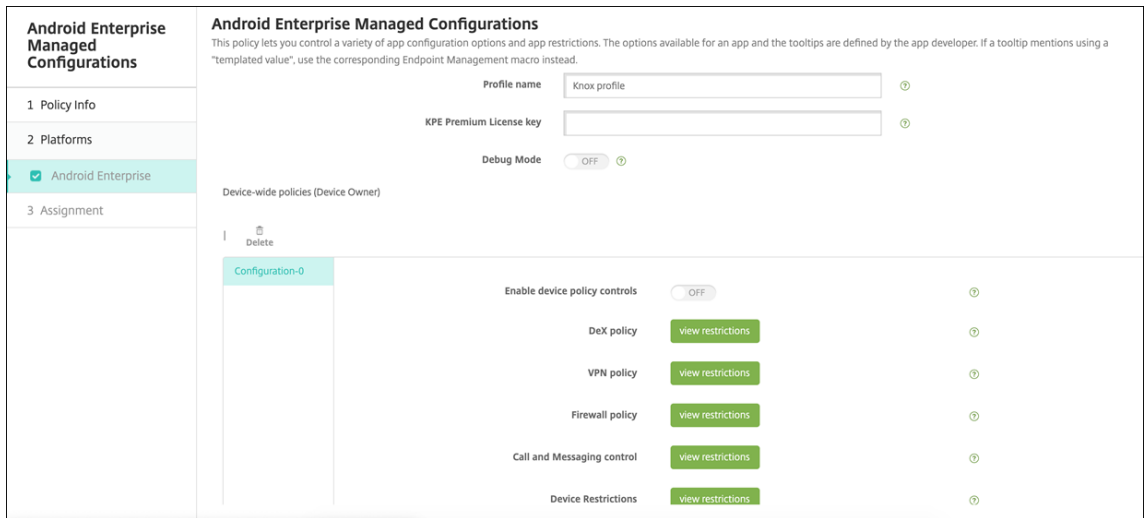 Android Enterprise
Managed
Configurations
1 Policy Info
2 Platforms
Android Enterprise
3 Assignment
Android Enterprise Managed Configurations
This policy lets you control a variety of app configuration options and app restrictions. The options available for an app and the tooltips are defined by the app developer. If a tooltip mentions using a
"templated value", use the corresponding Endpoint Management macro instead.
Profile name Knox profile ?
KPE Premium License key ?
Debug Mode OFF ?
Device-wide policies (Device Owner)
Delete
Configuration-0
Enable device policy controls OFF ?
DeX policy view restrictions ?
VPN policy view restrictions ?
Firewall policy view restrictions ?
Call and Messaging control view restrictions ?
Device Restrictions view restrictions ?